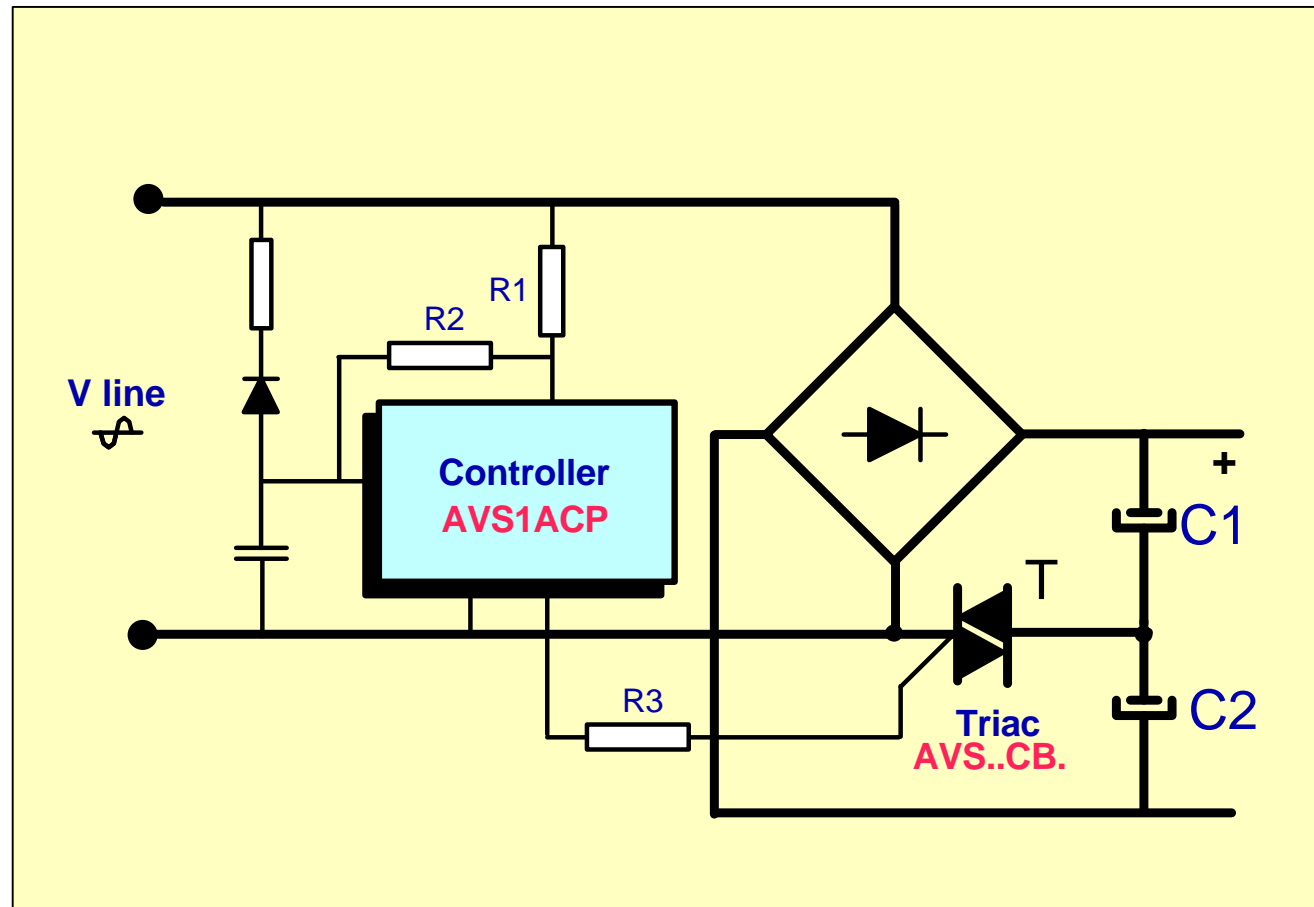 R1
R2
V line
Controller
AVS1ACP
+
C1
T
R3
C2
Triac
AVS..CB.